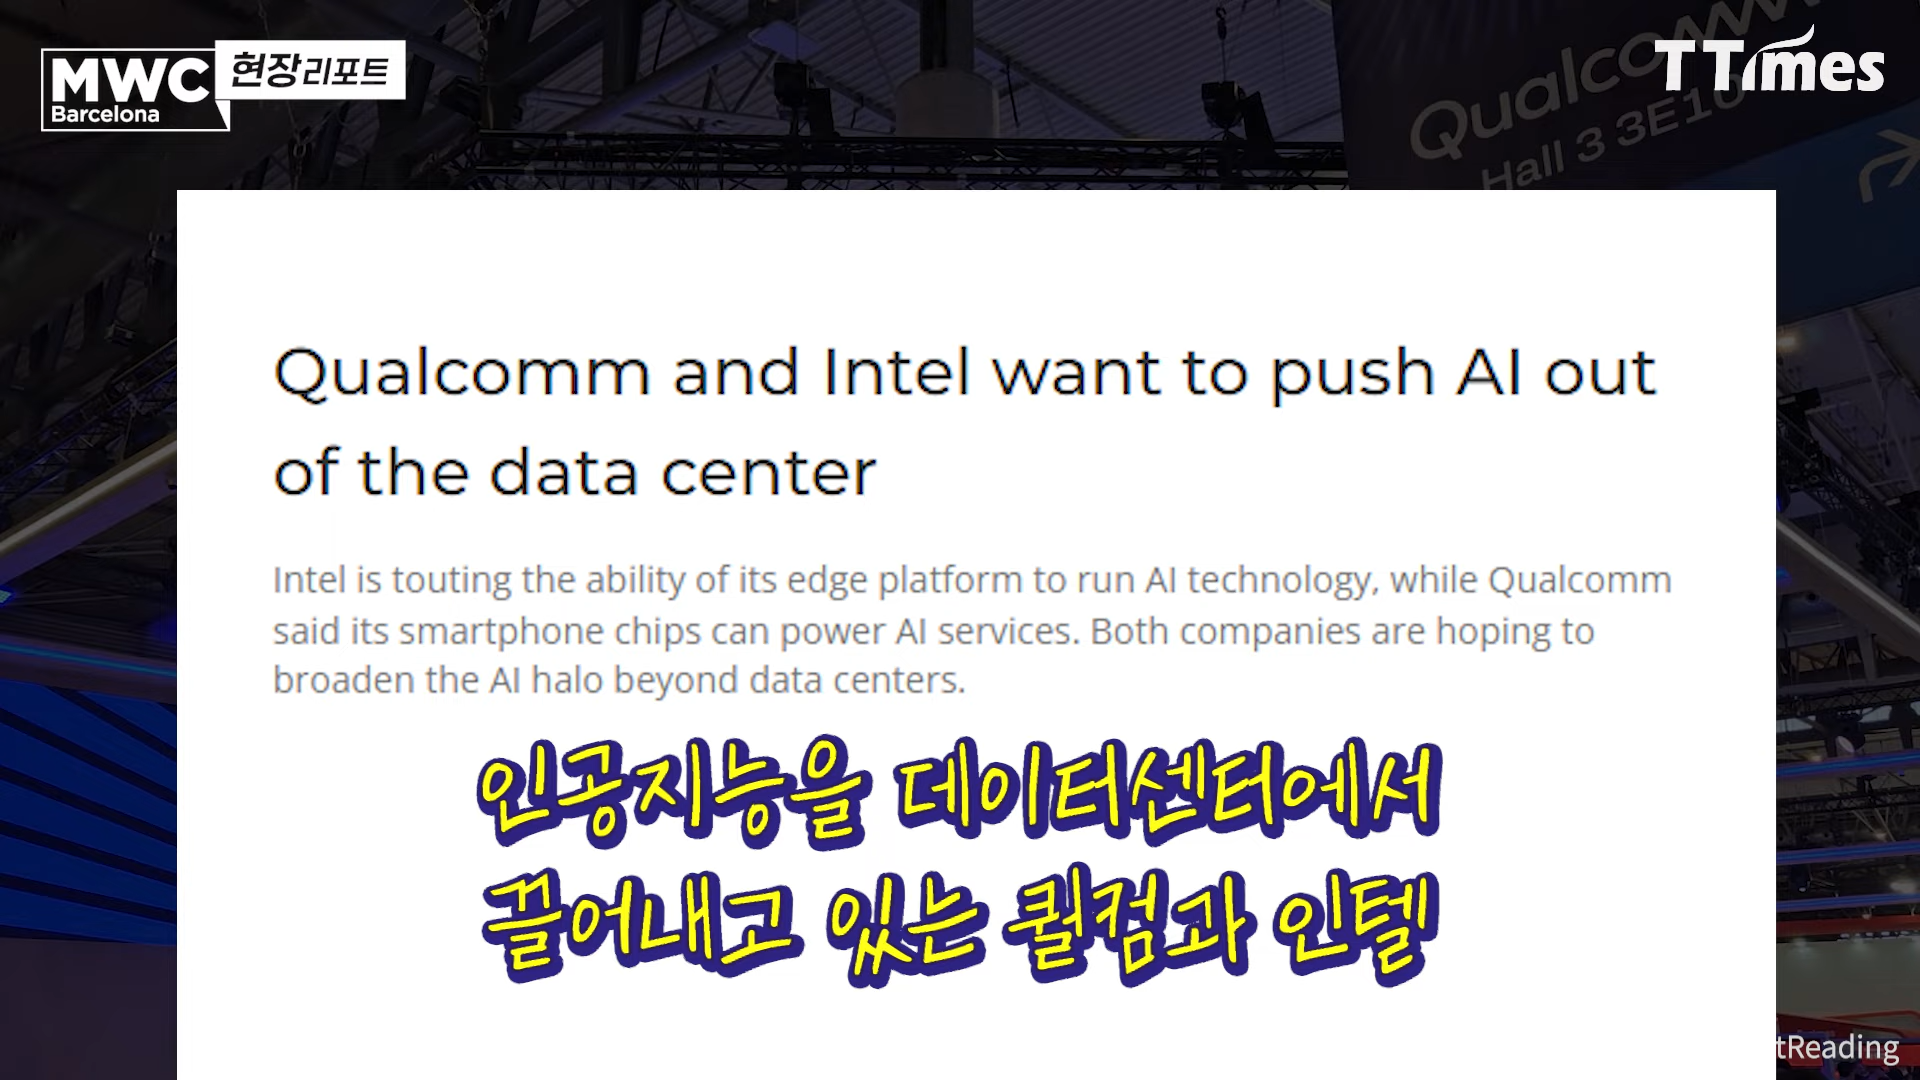 MWC
Barcelona
현장리포트
TTimes
Qualcomm
Hall 3 3E10
Qualcomm and Intel want to push AI out
of the data center
Intel is touting the ability of its edge platform to run AI technology, while Qualcomm
said its smartphone chips can power AI services. Both companies are hoping to
broaden the AI halo beyond data centers.
인공지능을 데이터센터에서
끌어내고 있는 퀄컴과 인텔
tReading